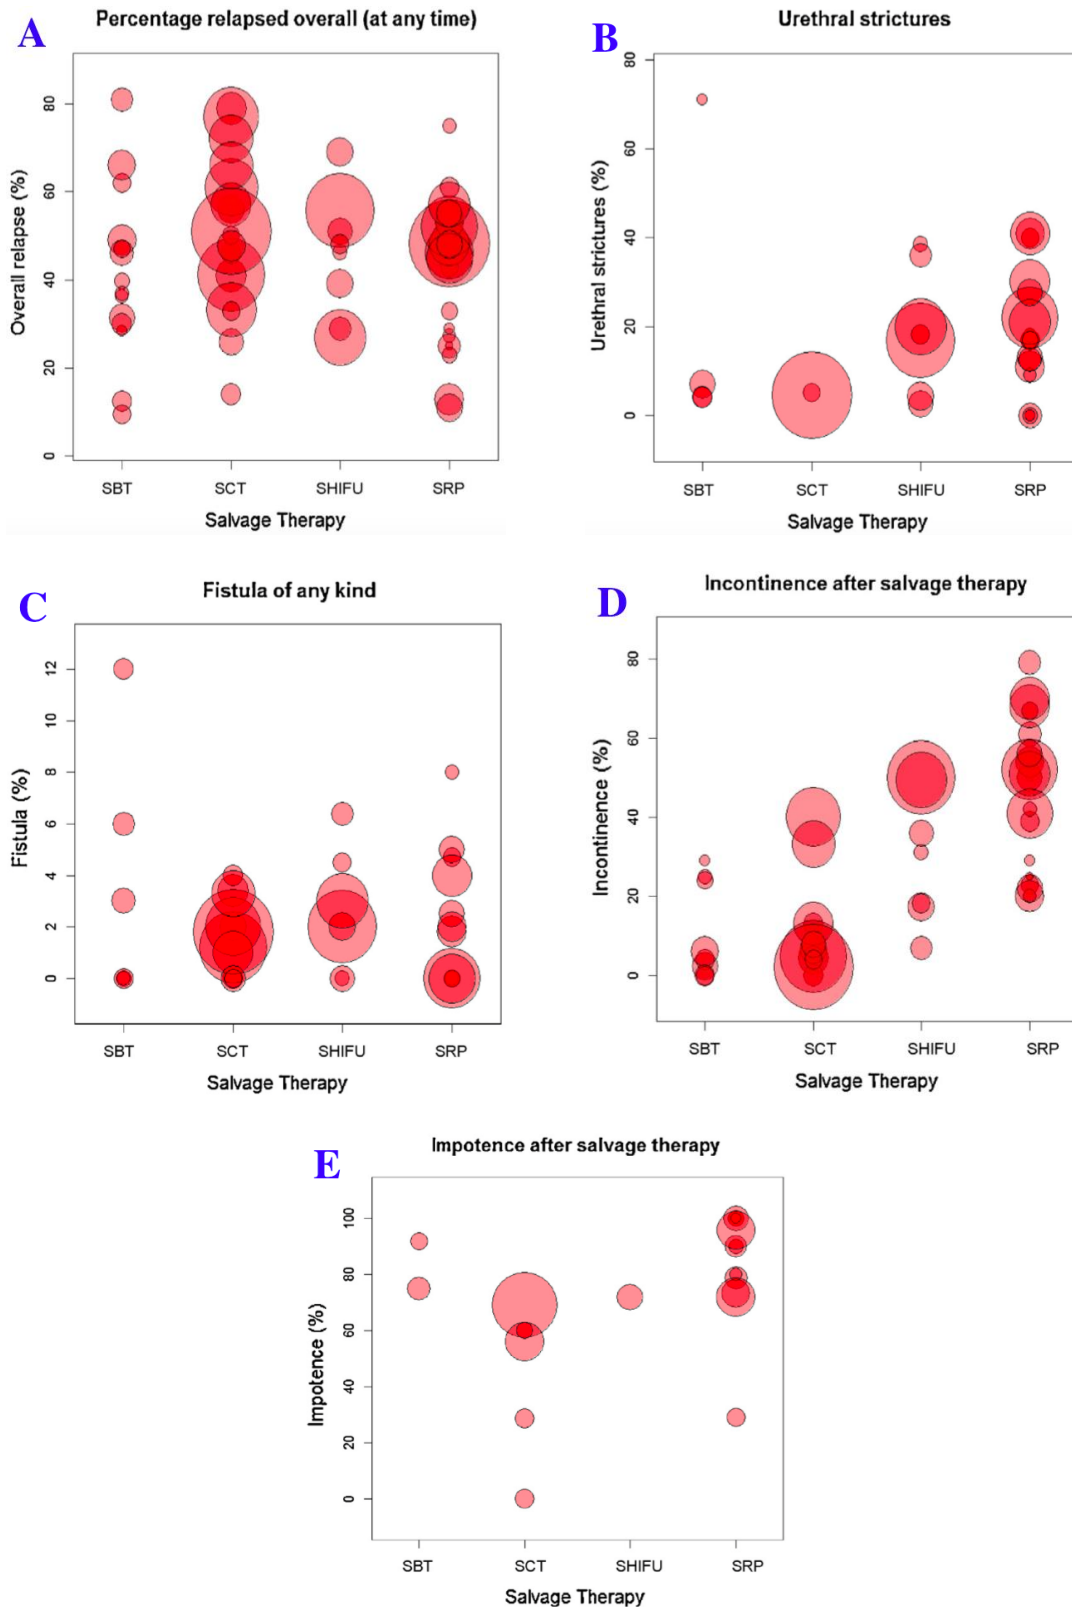 A
Percentage relapsed overall (at any time)
Overall relapse (%)
80
60
40
20
0
SBT SCT SHIFU SRP
Salvage Therapy
B
Urethral strictures
Urethral strictures (%)
80
60
40
20
0
SBT SCT SHIFU SRP
Salvage Therapy
C
Fistula of any kind
Fistula (%)
12
10
8
6
4
2
0
SBT SCT SHIFU SRP
Salvage Therapy
D
Incontinence after salvage therapy
Incontinence (%)
80
60
40
20
0
SBT SCT SHIFU SRP
Salvage Therapy
E
Impotence after salvage therapy
Impotence (%)
100
80
60
40
20
0
SBT SCT SHIFU SRP
Salvage Therapy